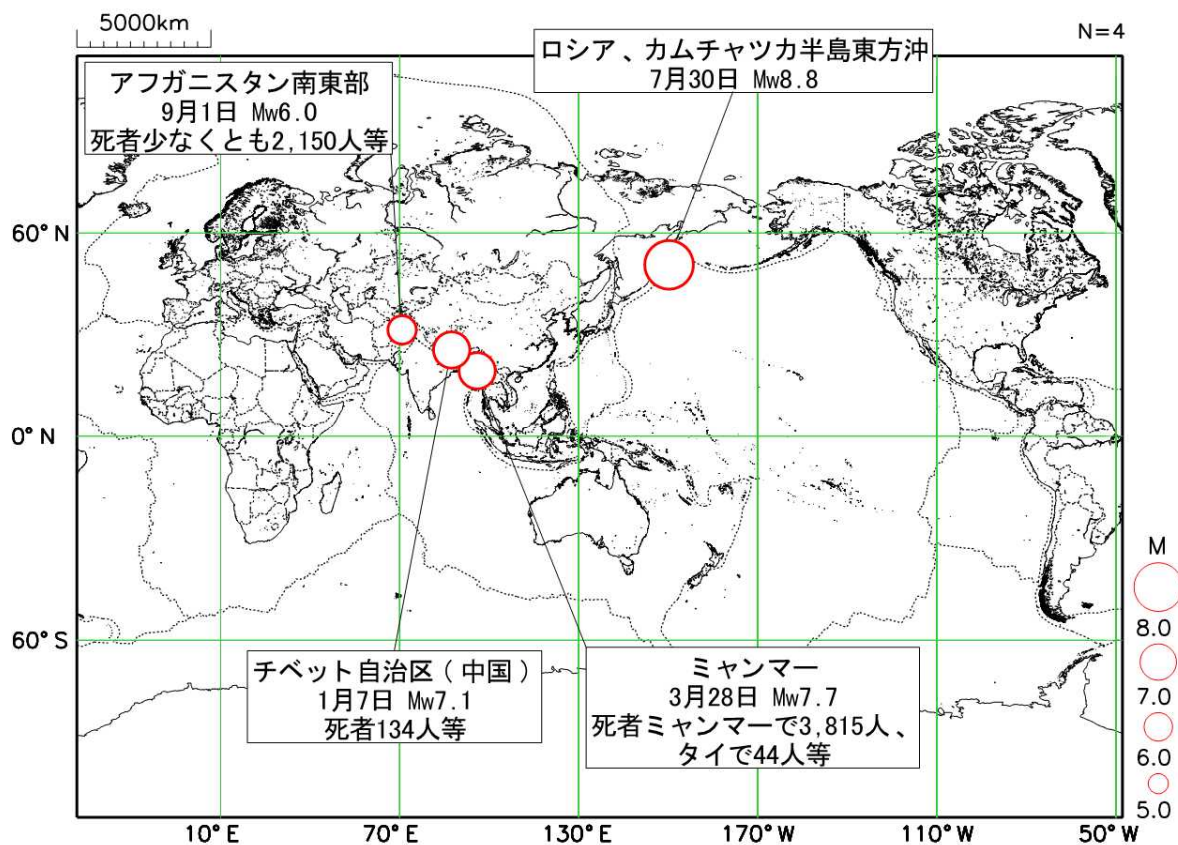 5000km
N=4
ロシア、カムチャツカ半島東方沖
7月30日 Mw8.8
アフガニスタン南東部
9月1日 Mw6.0
死者少なくとも2,150人等
60°N
0°N
60°S
チベット自治区(中国)
1月7日 Mw7.1
死者134人等
ミャンマー
3月28日 Mw7.7
死者ミャンマーで3,815人、
タイで44人等
M
8.0
7.0
6.0
5.0
10°E 70°E 130°E 170°W 110°W 50°W